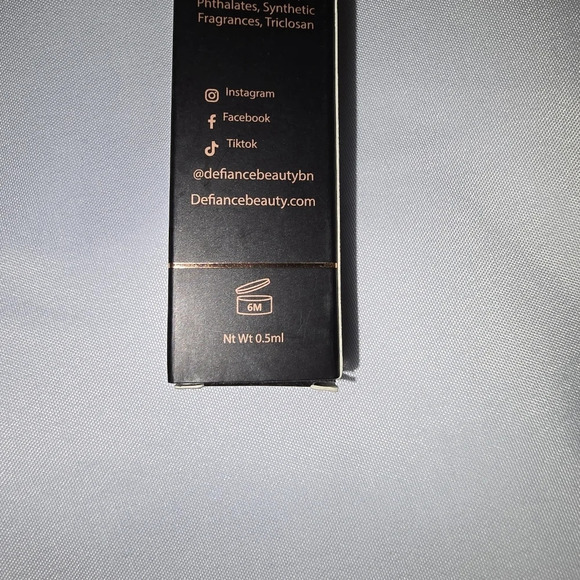 Phthalates, Synthetic
Fragrances, Triclosan
Instagram
Facebook
Tiktok
@defiancebeautybn
Defiancebeauty.com
6M
Nt Wt 0.5ml